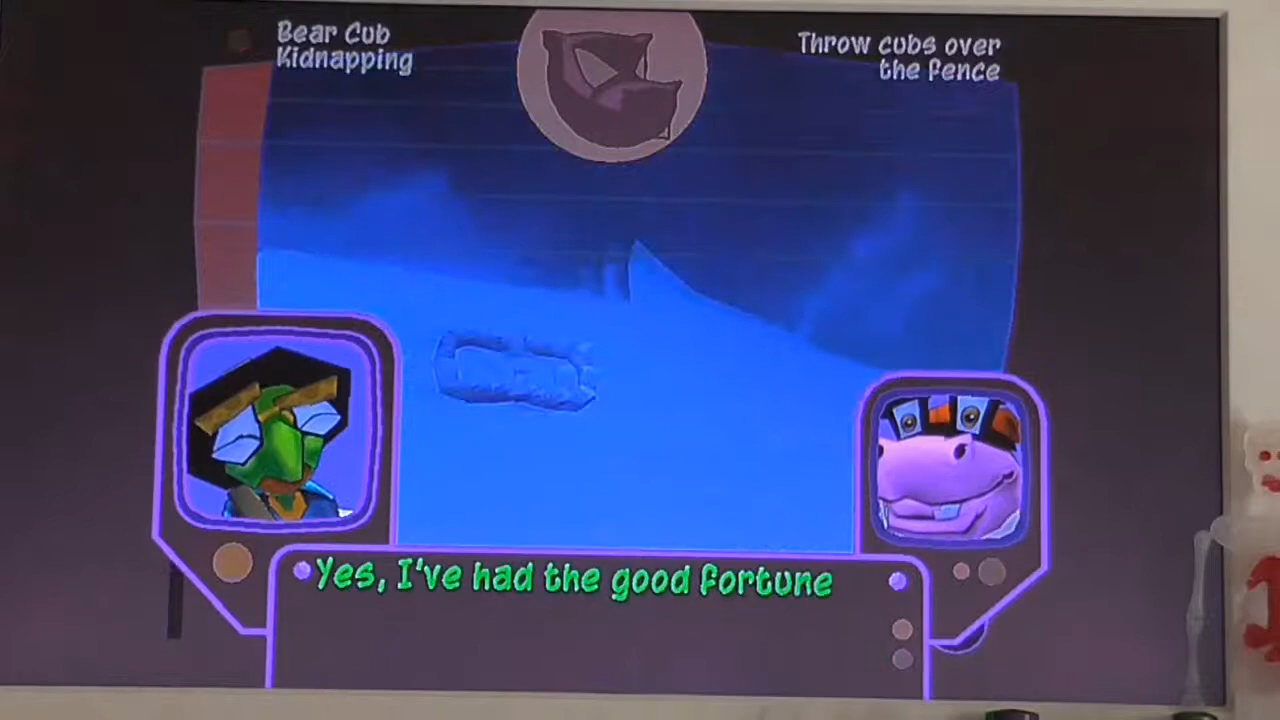 Bear Cub
Kidnapping
Throw cubs over
the fence
Yes, I've had the good fortune